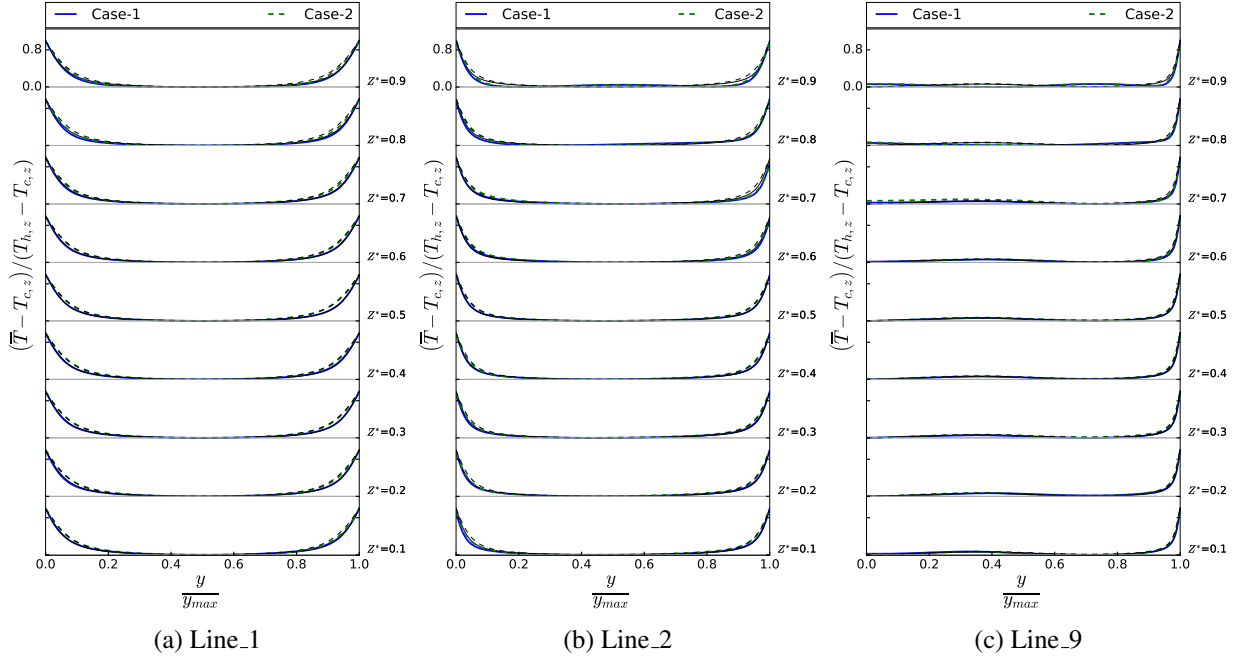 Case-1 Case-2
0.8
0.0
Z*=0.9
Z*=0.8
Z*=0.7
Z*=0.6
Z*=0.5
Z*=0.4
Z*=0.3
Z*=0.2
Z*=0.1
(T̅ − T_{c,z})/(T_{h,z} − T_{c,z})
0.0 0.2 0.4 0.6 0.8 1.0
y
y_{max}
(a) Line_1
Case-1 Case-2
0.8
0.0
Z*=0.9
Z*=0.8
Z*=0.7
Z*=0.6
Z*=0.5
Z*=0.4
Z*=0.3
Z*=0.2
Z*=0.1
(T̅ − T_{c,z})/(T_{h,z} − T_{c,z})
0.0 0.2 0.4 0.6 0.8 1.0
y
y_{max}
(b) Line_2
Case-1 Case-2
0.8
0.0
Z*=0.9
Z*=0.8
Z*=0.7
Z*=0.6
Z*=0.5
Z*=0.4
Z*=0.3
Z*=0.2
Z*=0.1
(T̅ − T_{c,z})/(T_{h,z} − T_{c,z})
0.0 0.2 0.4 0.6 0.8 1.0
y
y_{max}
(c) Line_9